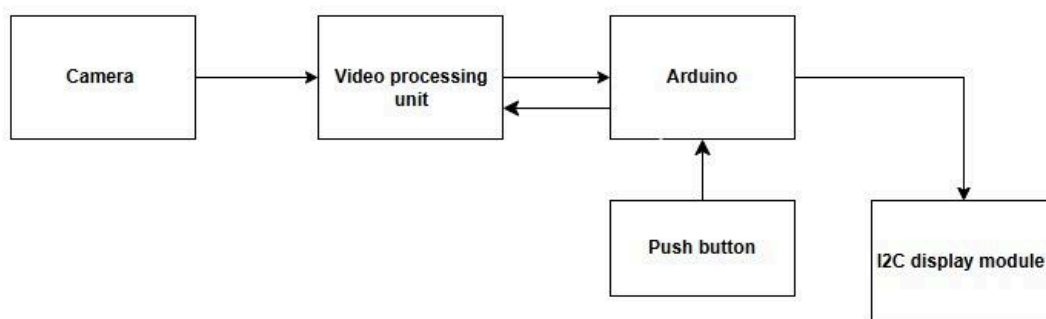 Camera
Video processing
unit
Arduino
Push button
I2C display module